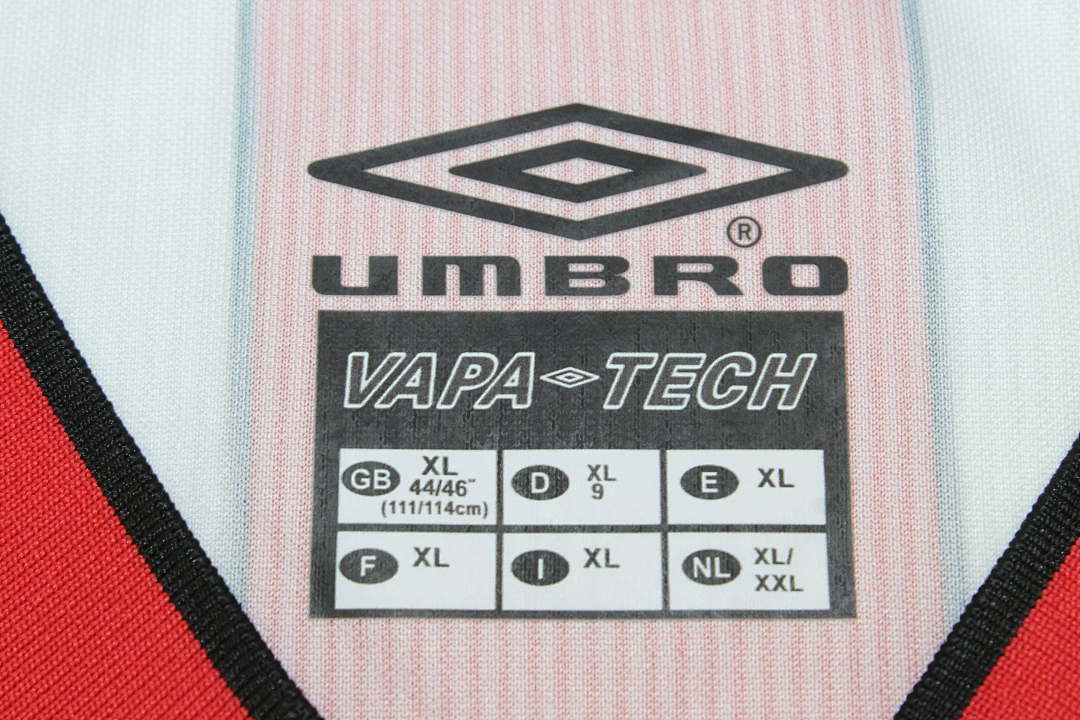 ®
UMBRO
VAPA TECH
GB XL
44/46"
(111/114cm)
D XL
9
E XL
F XL
I XL
NL XL/
XXL